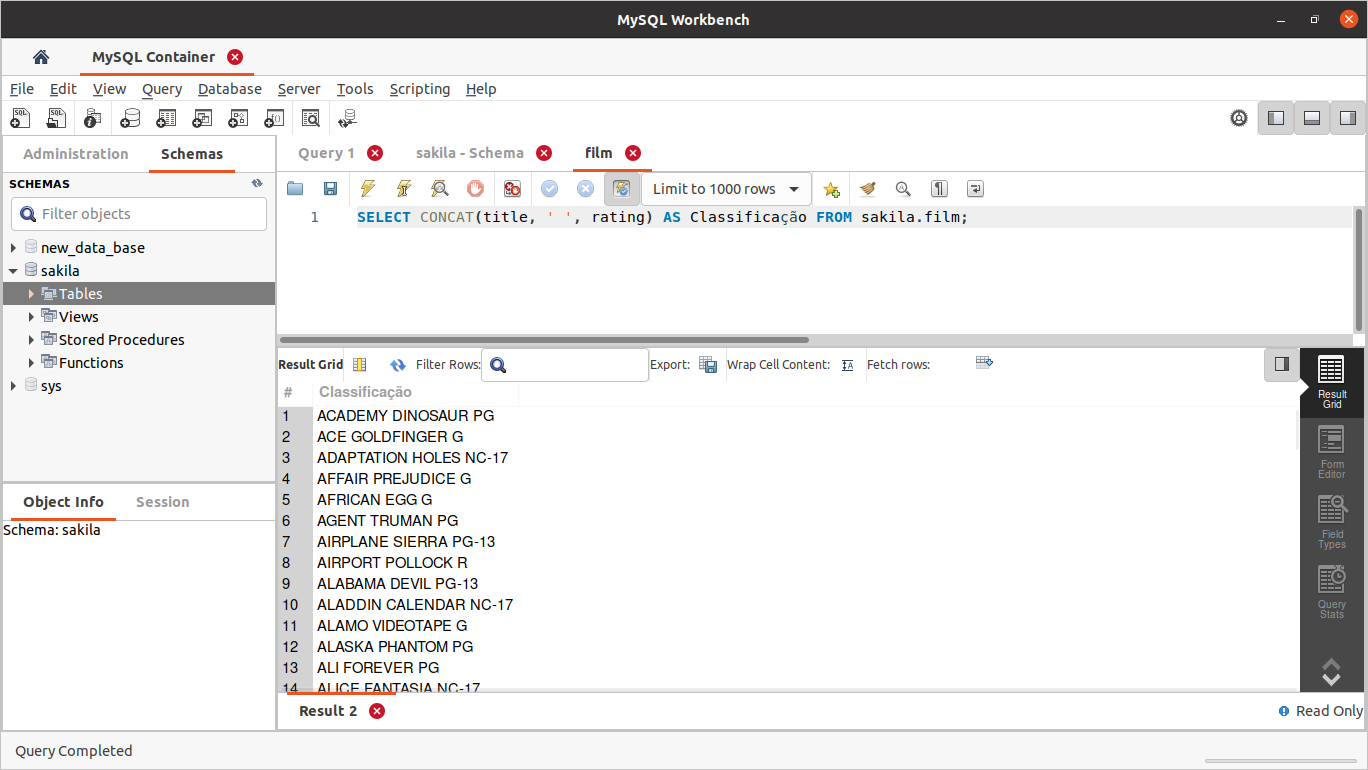 MySQL Workbench
MySQL Container
File Edit View Query Database Server Tools Scripting Help
Administration Schemas
SCHEMAS
Filter objects
new_data_base
sakila
Tables
Views
Stored Procedures
Functions
sys
Object Info Session
Schema: sakila
Query 1 sakila - Schema film
Limit to 1000 rows
1 SELECT CONCAT(title, ' ', rating) AS Classificação FROM sakila.film;
Result Grid Filter Rows: Export: Wrap Cell Content: Fetch rows:
# Classificação
1 ACADEMY DINOSAUR PG
2 ACE GOLDFINGER G
3 ADAPTATION HOLES NC-17
4 AFFAIR PREJUDICE G
5 AFRICAN EGG G
6 AGENT TRUMAN PG
7 AIRPLANE SIERRA PG-13
8 AIRPORT POLLOCK R
9 ALABAMA DEVIL PG-13
10 ALADDIN CALENDAR NC-17
11 ALAMO VIDEOTAPE G
12 ALASKA PHANTOM PG
13 ALI FOREVER PG
14 ALICE FANTASIA NC-17
Result
Grid
Form
Editor
Field
Types
Query
Stats
Result 2
Read Only
Query Completed